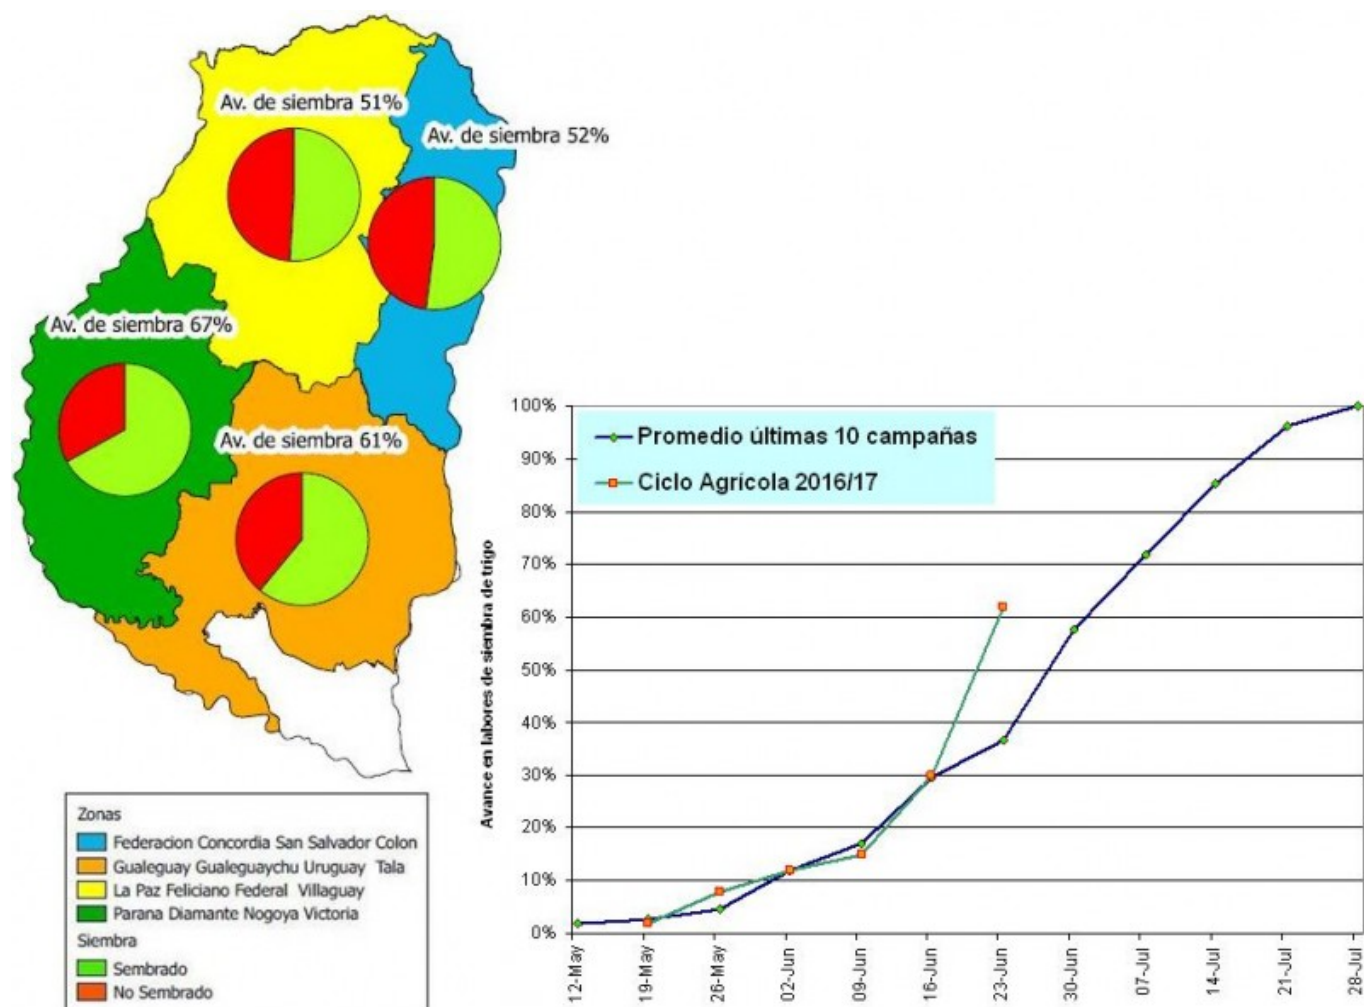 Av. de siembra 51%
Av. de siembra 52%
Av. de siembra 67%
Av. de siembra 61%
Zonas
Federacion Concordia San Salvador Colon
Gualeguay Gualeguaychu Uruguay Tala
La Paz Feliciano Federal Villaguay
Parana Diamante Nogoya Victoria
Siembra
Sembrado
No Sembrado
Promedio últimas 10 campañas
Ciclo Agrícola 2016/17
Avance en labores de siembra de trigo
100%
90%
80%
70%
60%
50%
40%
30%
20%
10%
0%
12-May
19-May
26-May
02-Jun
09-Jun
16-Jun
23-Jun
30-Jun
07-Jul
14-Jul
21-Jul
28-Jul